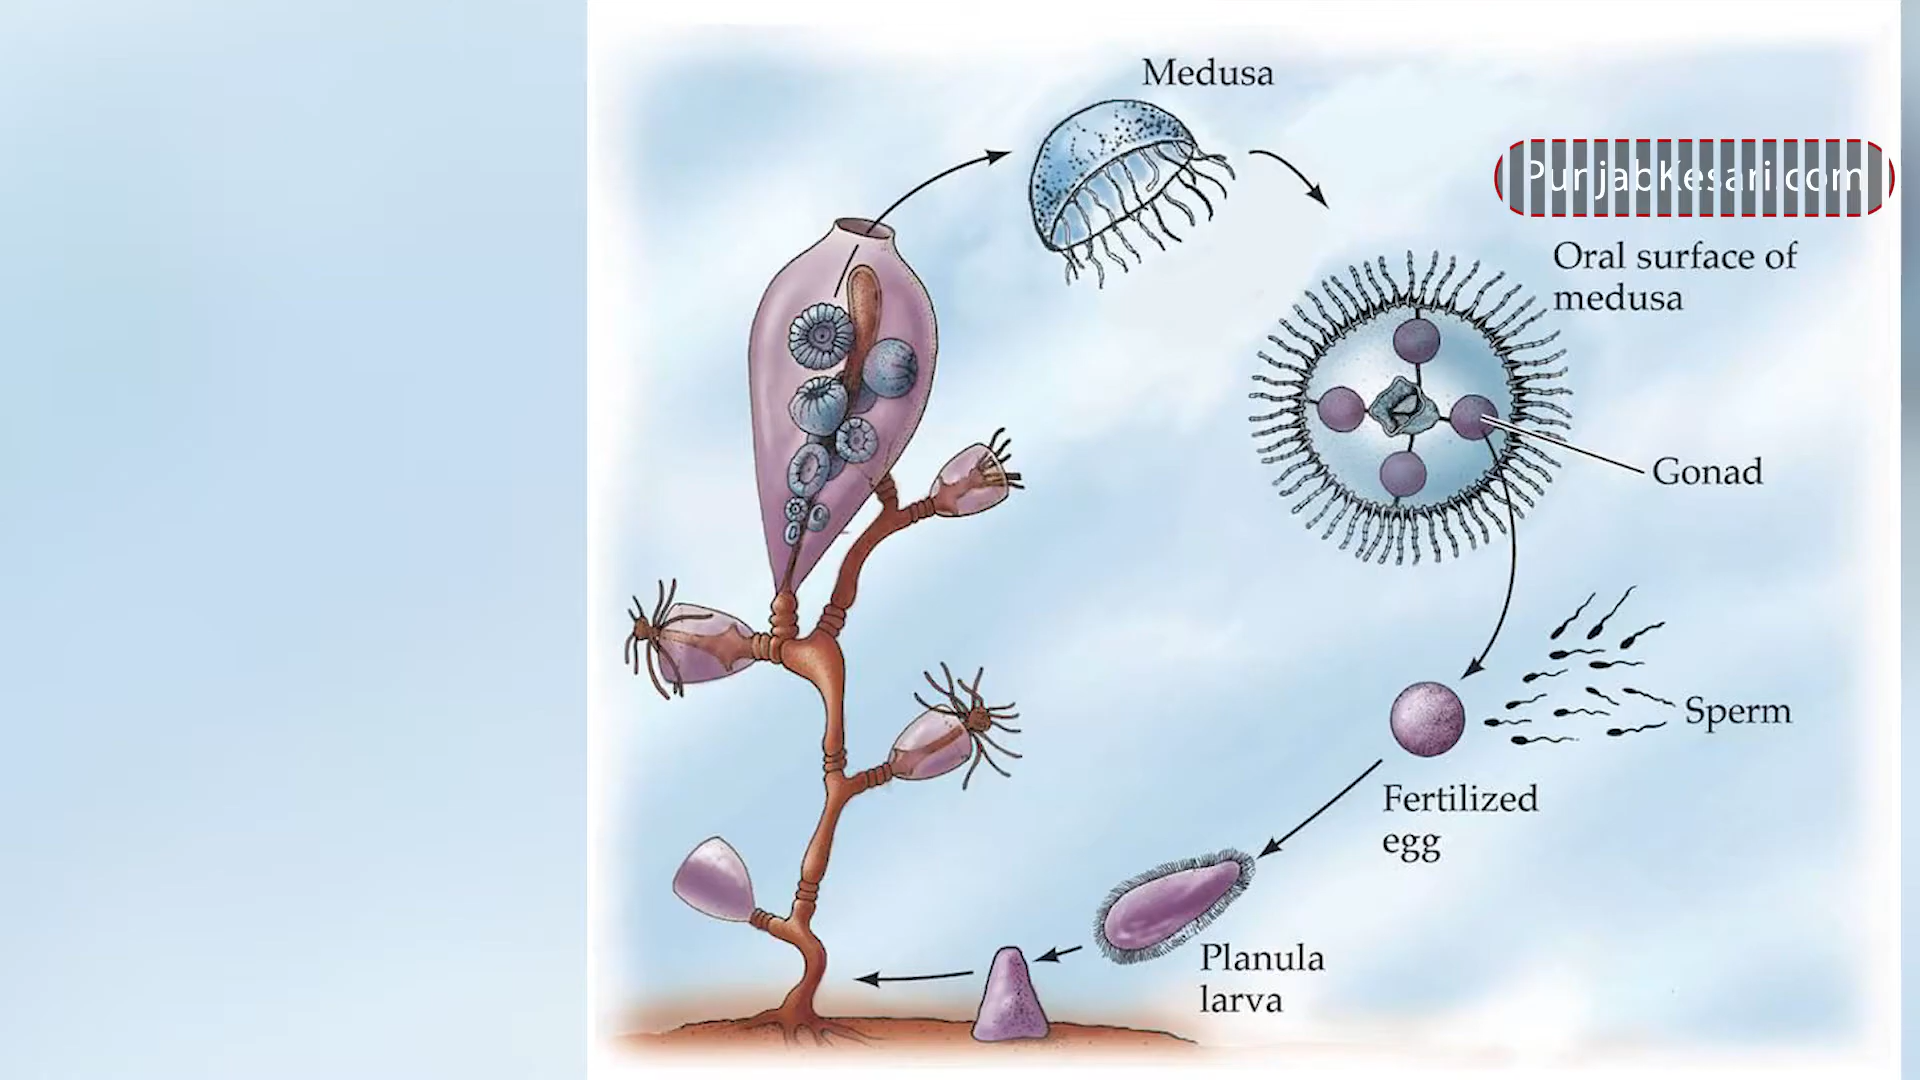 Medusa
PunjabKesari.com
Oral surface of
medusa
Gonad
Sperm
Fertilized
egg
Planula
larva